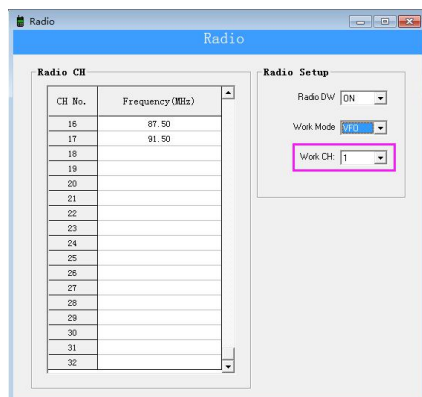 Radio
Radio
Radio CH
CH No. Frequency(MHz)
16 87.50
17 91.50
18
19
20
21
22
23
24
25
26
27
28
29
30
31
32
Radio Setup
Radio DW ON
Work Mode VFO
Work CH: 1